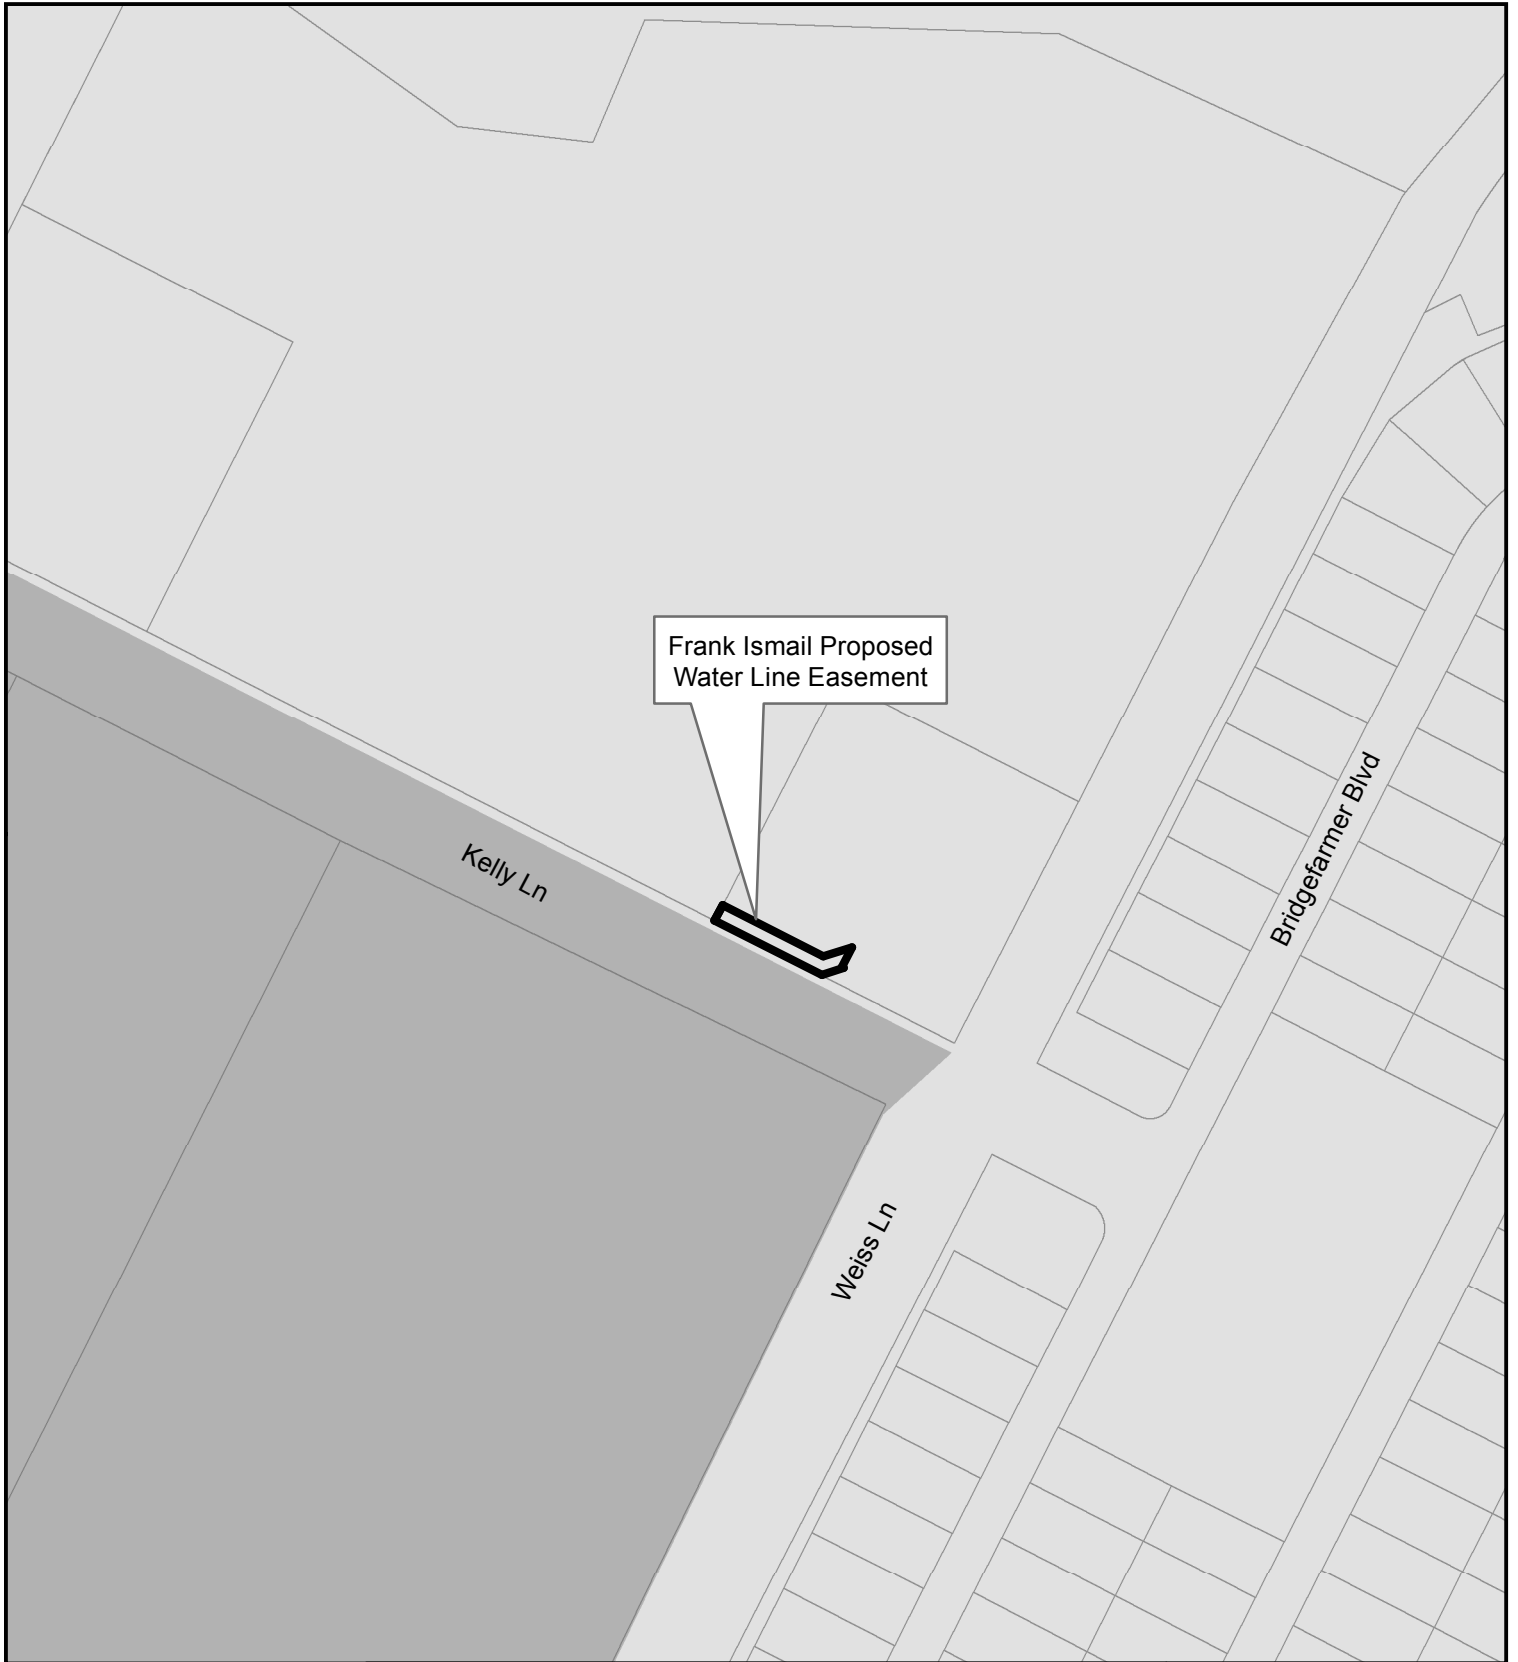 Frank Ismail Proposed
Water Line Easement
Kelly Ln
Bridgefarmer Blvd
Weiss Ln